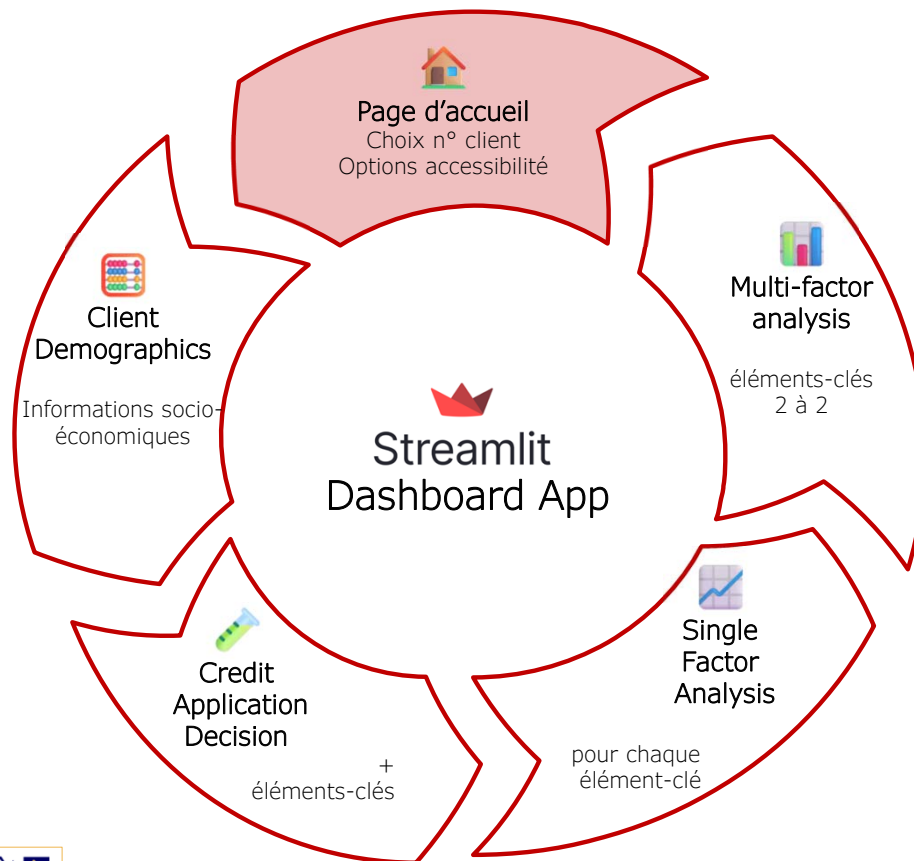 Page d’accueil
Choix n° client
Options accessibilité
Multi-factor
analysis
éléments-clés
2 à 2
Client
Demographics
Informations socio-
économiques
Streamlit
Dashboard App
Single
Factor
Analysis
pour chaque
élément-clé
Credit
Application
Decision
+
éléments-clés